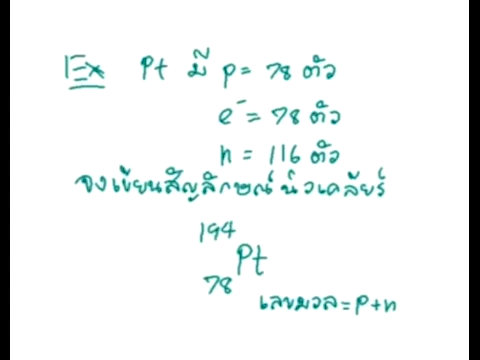 Ex Pt มี p = 78 ตัว
e⁻ = 78 ตัว
n = 116 ตัว
จงเขียนสัญลักษณ์นิวเคลียร์
194
Pt
78
เลขมวล = p+n